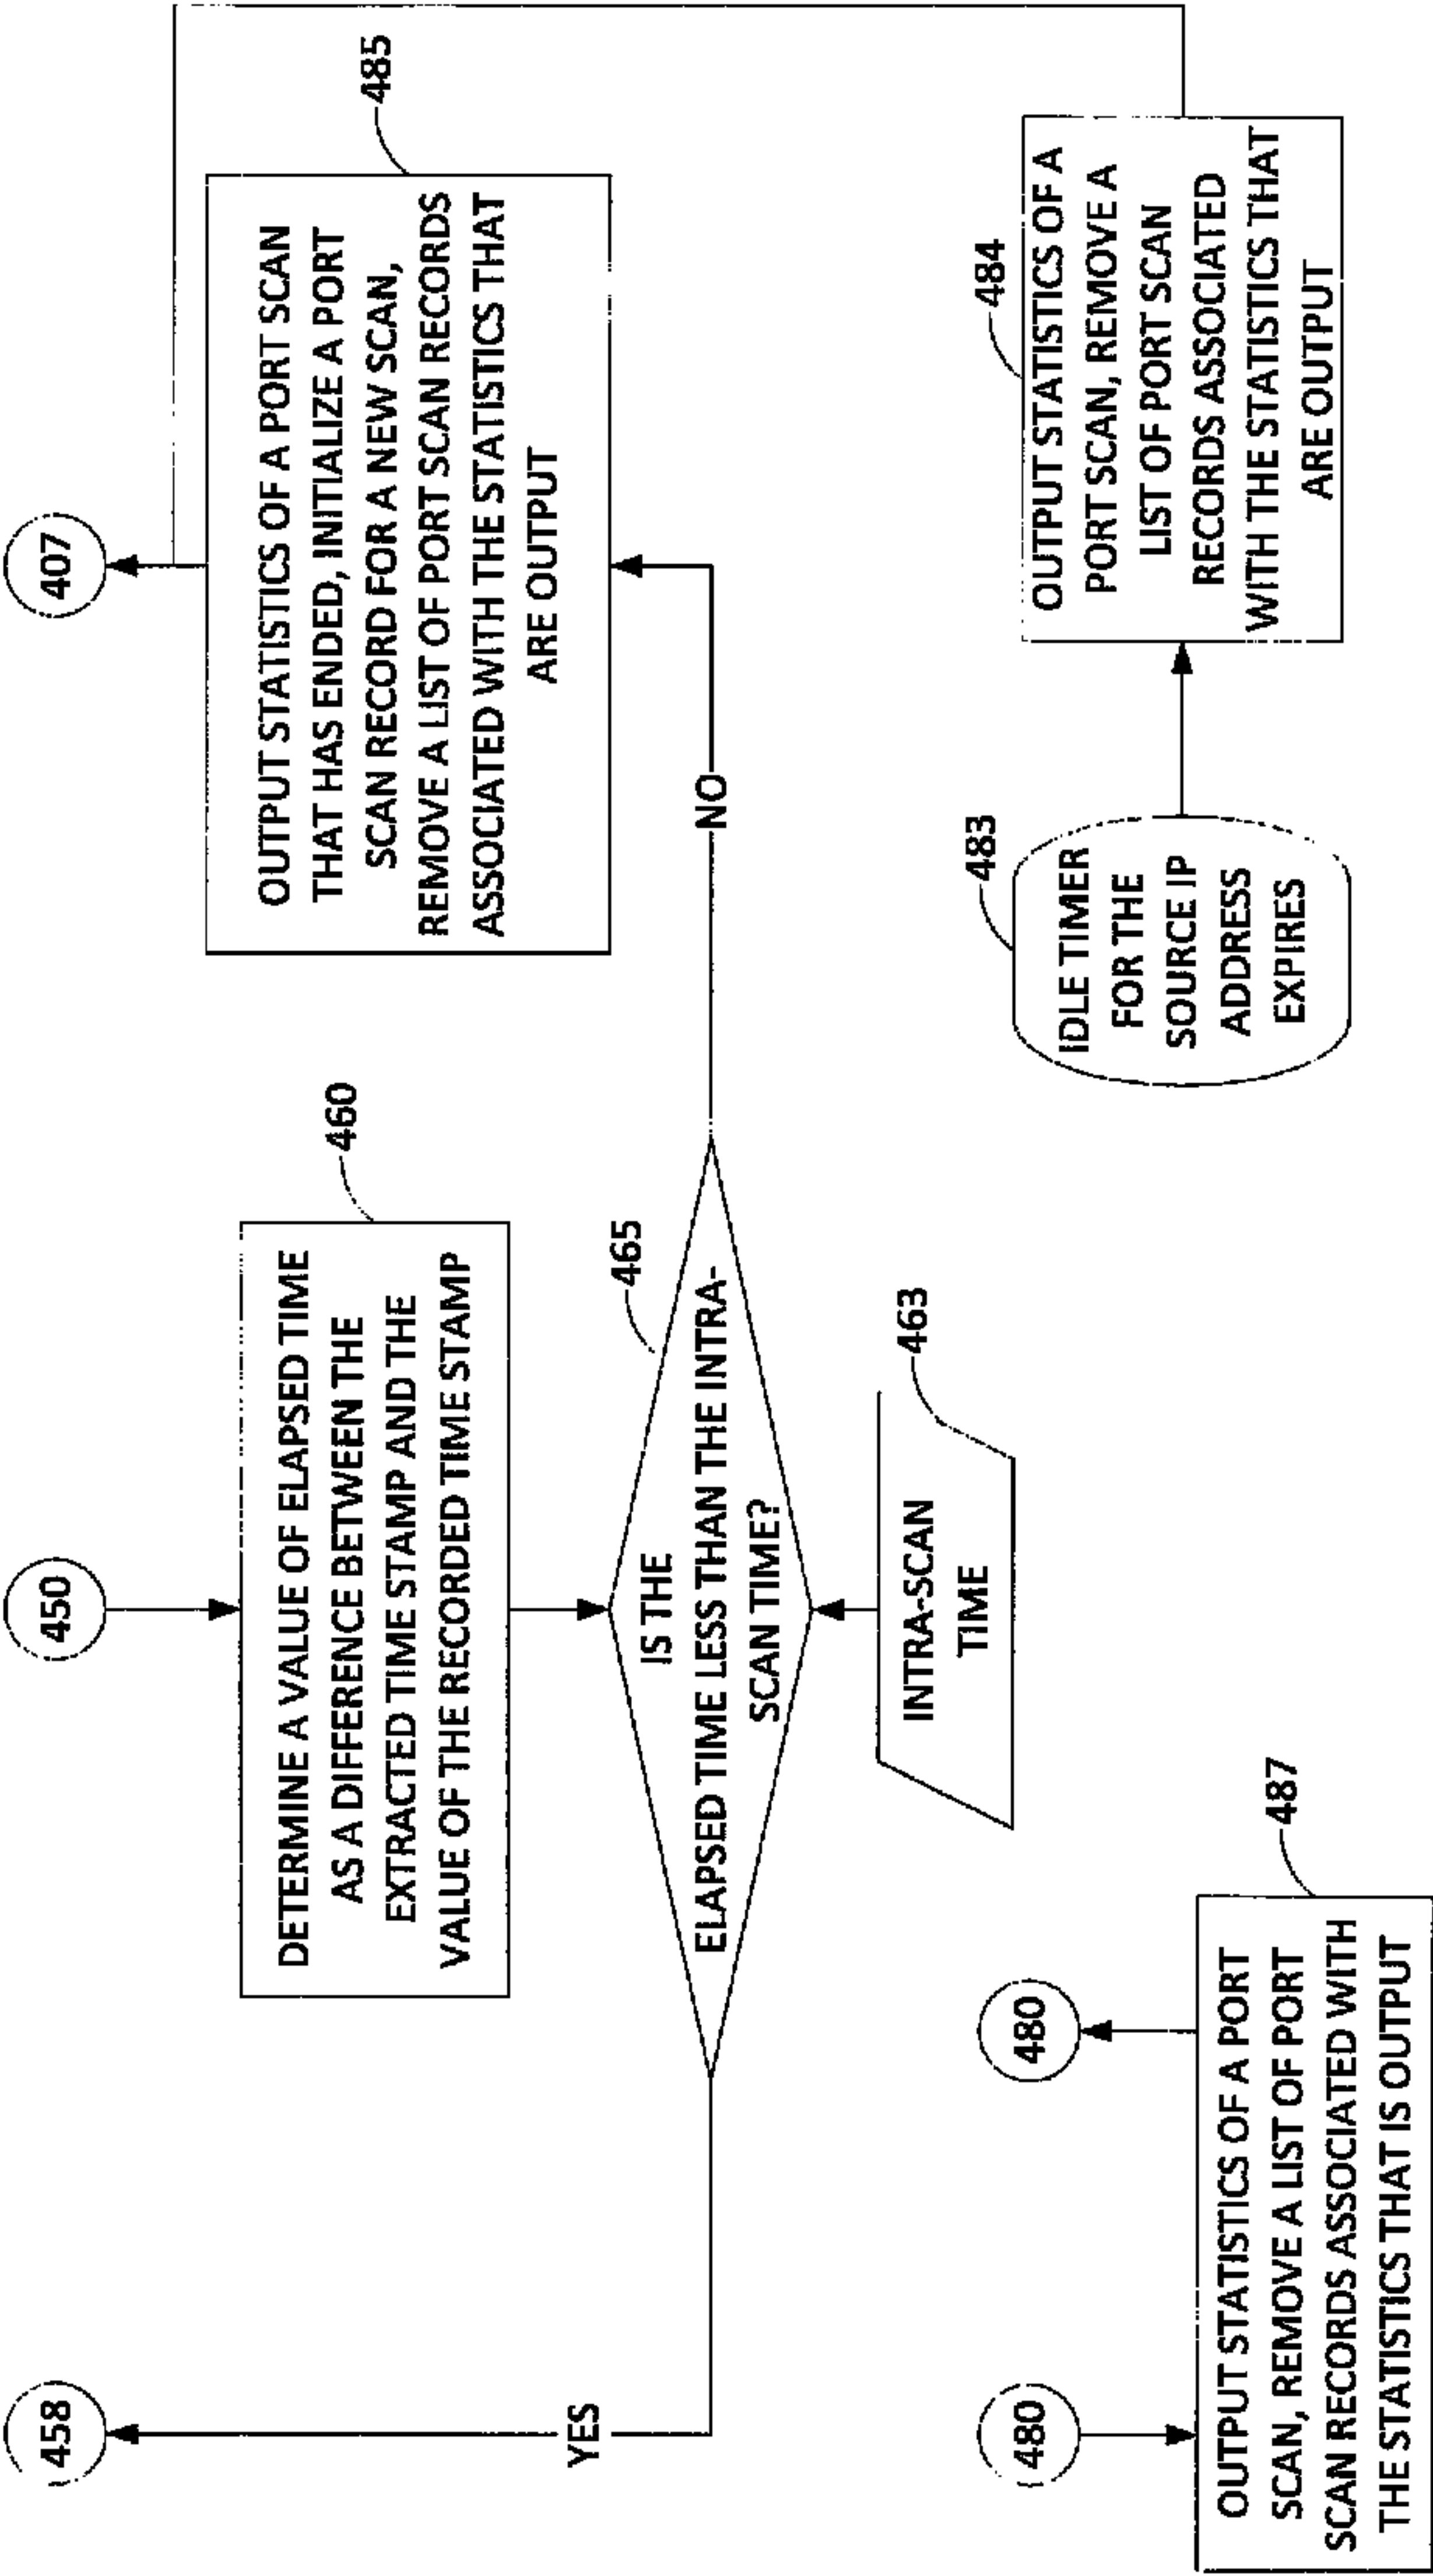 458
450
407
460
DETERMINE A VALUE OF ELAPSED TIME
AS A DIFFERENCE BETWEEN THE
EXTRACTED TIME STAMP AND THE
VALUE OF THE RECORDED TIME STAMP
485
OUTPUT STATISTICS OF A PORT SCAN
THAT HAS ENDED, INITIALIZE A PORT
SCAN RECORD FOR A NEW SCAN,
REMOVE A LIST OF PORT SCAN RECORDS
ASSOCIATED WITH THE STATISTICS THAT
ARE OUTPUT
465
IS THE
ELAPSED TIME LESS THAN THE INTRA-
SCAN TIME?
YES
NO
463
INTRA-SCAN
TIME
483
IDLE TIMER
FOR THE
SOURCE IP
ADDRESS
EXPIRES
484
OUTPUT STATISTICS OF A
PORT SCAN, REMOVE A
LIST OF PORT SCAN
RECORDS ASSOCIATED
WITH THE STATISTICS THAT
ARE OUTPUT
480
480
487
OUTPUT STATISTICS OF A PORT
SCAN, REMOVE A LIST OF PORT
SCAN RECORDS ASSOCIATED WITH
THE STATISTICS THAT IS OUTPUT